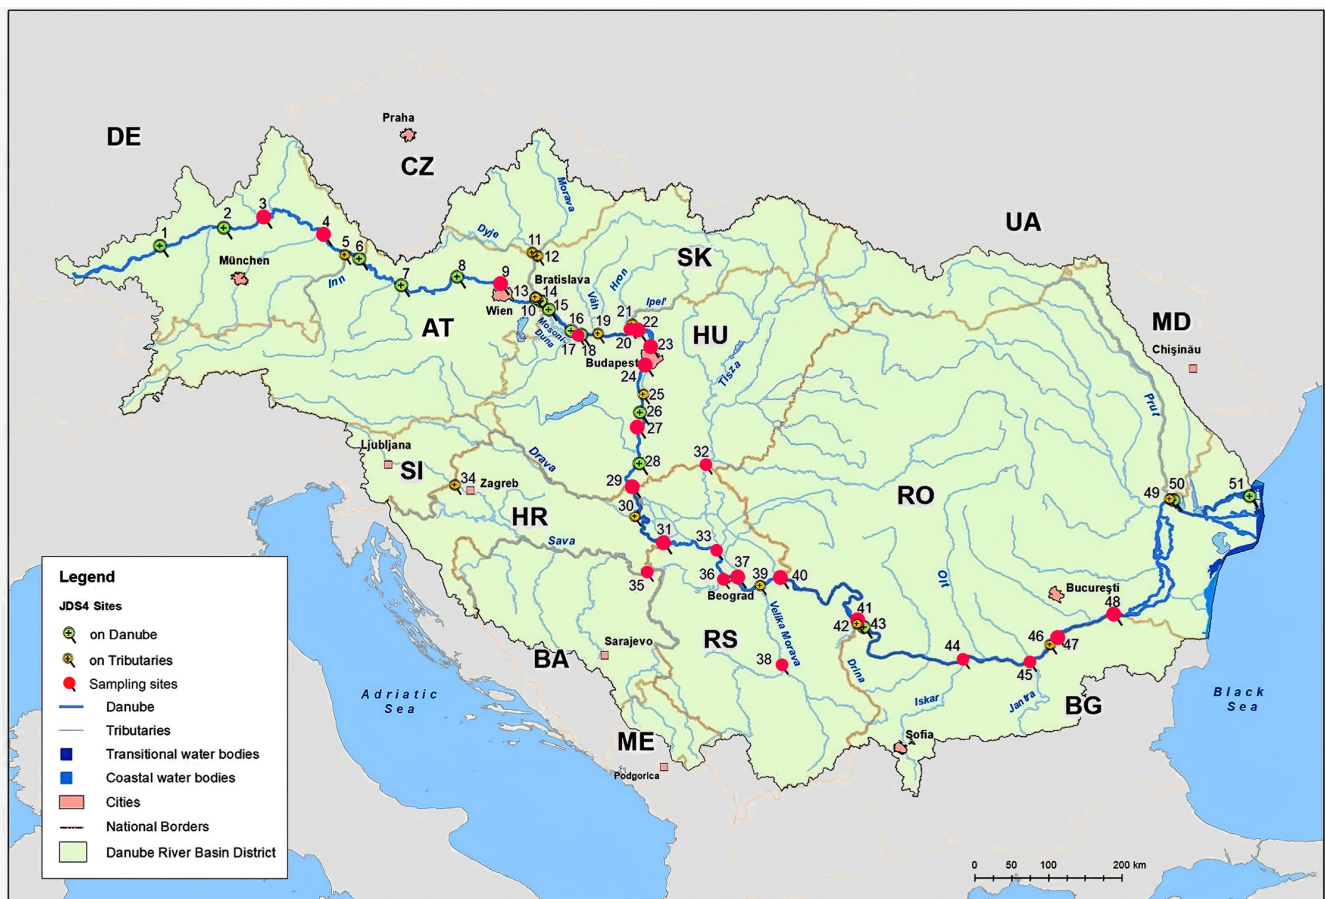 Praha
DE
CZ
UA
3
2
4
1
München
5
6
Inn
7
8
9
Wien
Dyje
Morava
11
12
Bratislava
13
14
10
15
16
17
18
19
Mosoni-
Duna
Váh
Hron
Ipel'
SK
21
22
20
23
Budapest
24
HU
AT
MD
Chişinău
Tisza
25
26
27
28
29
30
31
32
33
Prut
Ljubljana
SI
34
Zagreb
Drava
HR
Sava
RO
49
50
51
35
36
37
Beograd
39
40
Velika Morava
38
RS
41
42
43
Drina
Olt
44
45
46
47
48
Bucureşti
Iskar
Jantra
BG
Sofia
Sarajevo
BA
ME
Podgorica
Adriatic
Sea
Black
Sea
Legend
JDS4 Sites
on Danube
on Tributaries
Sampling sites
Danube
Tributaries
Transitional water bodies
Coastal water bodies
Cities
National Borders
Danube River Basin District
0 50 100 200 km